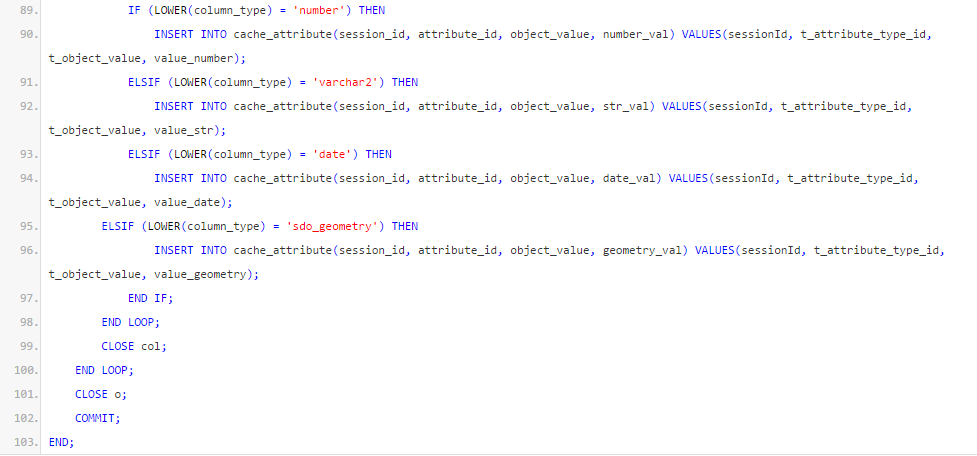 89. IF (LOWER(column_type) = 'number') THEN
90. INSERT INTO cache_attribute(session_id, attribute_id, object_value, number_val) VALUES(sessionId, t_attribute_type_id,
t_object_value, value_number);
91. ELSIF (LOWER(column_type) = 'varchar2') THEN
92. INSERT INTO cache_attribute(session_id, attribute_id, object_value, str_val) VALUES(sessionId, t_attribute_type_id,
t_object_value, value_str);
93. ELSIF (LOWER(column_type) = 'date') THEN
94. INSERT INTO cache_attribute(session_id, attribute_id, object_value, date_val) VALUES(sessionId, t_attribute_type_id,
t_object_value, value_date);
95. ELSIF (LOWER(column_type) = 'sdo_geometry') THEN
96. INSERT INTO cache_attribute(session_id, attribute_id, object_value, geometry_val) VALUES(sessionId, t_attribute_type_id,
t_object_value, value_geometry);
97. END IF;
98. END LOOP;
99. CLOSE col;
100. END LOOP;
101. CLOSE o;
102. COMMIT;
103. END;